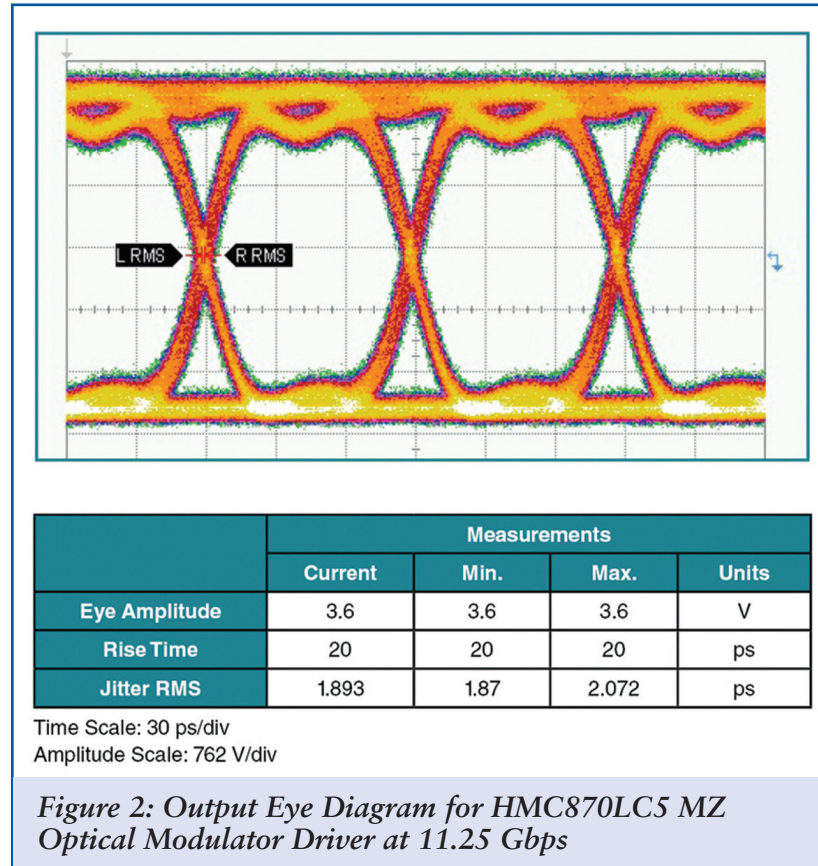 L RMS R RMS
Measurements
Current Min. Max. Units
Eye Amplitude 3.6 3.6 3.6 V
Rise Time 20 20 20 ps
Jitter RMS 1.893 1.87 2.072 ps
Time Scale: 30 ps/div
Amplitude Scale: 762 V/div
Figure 2: Output Eye Diagram for HMC870LC5 MZ
Optical Modulator Driver at 11.25 Gbps